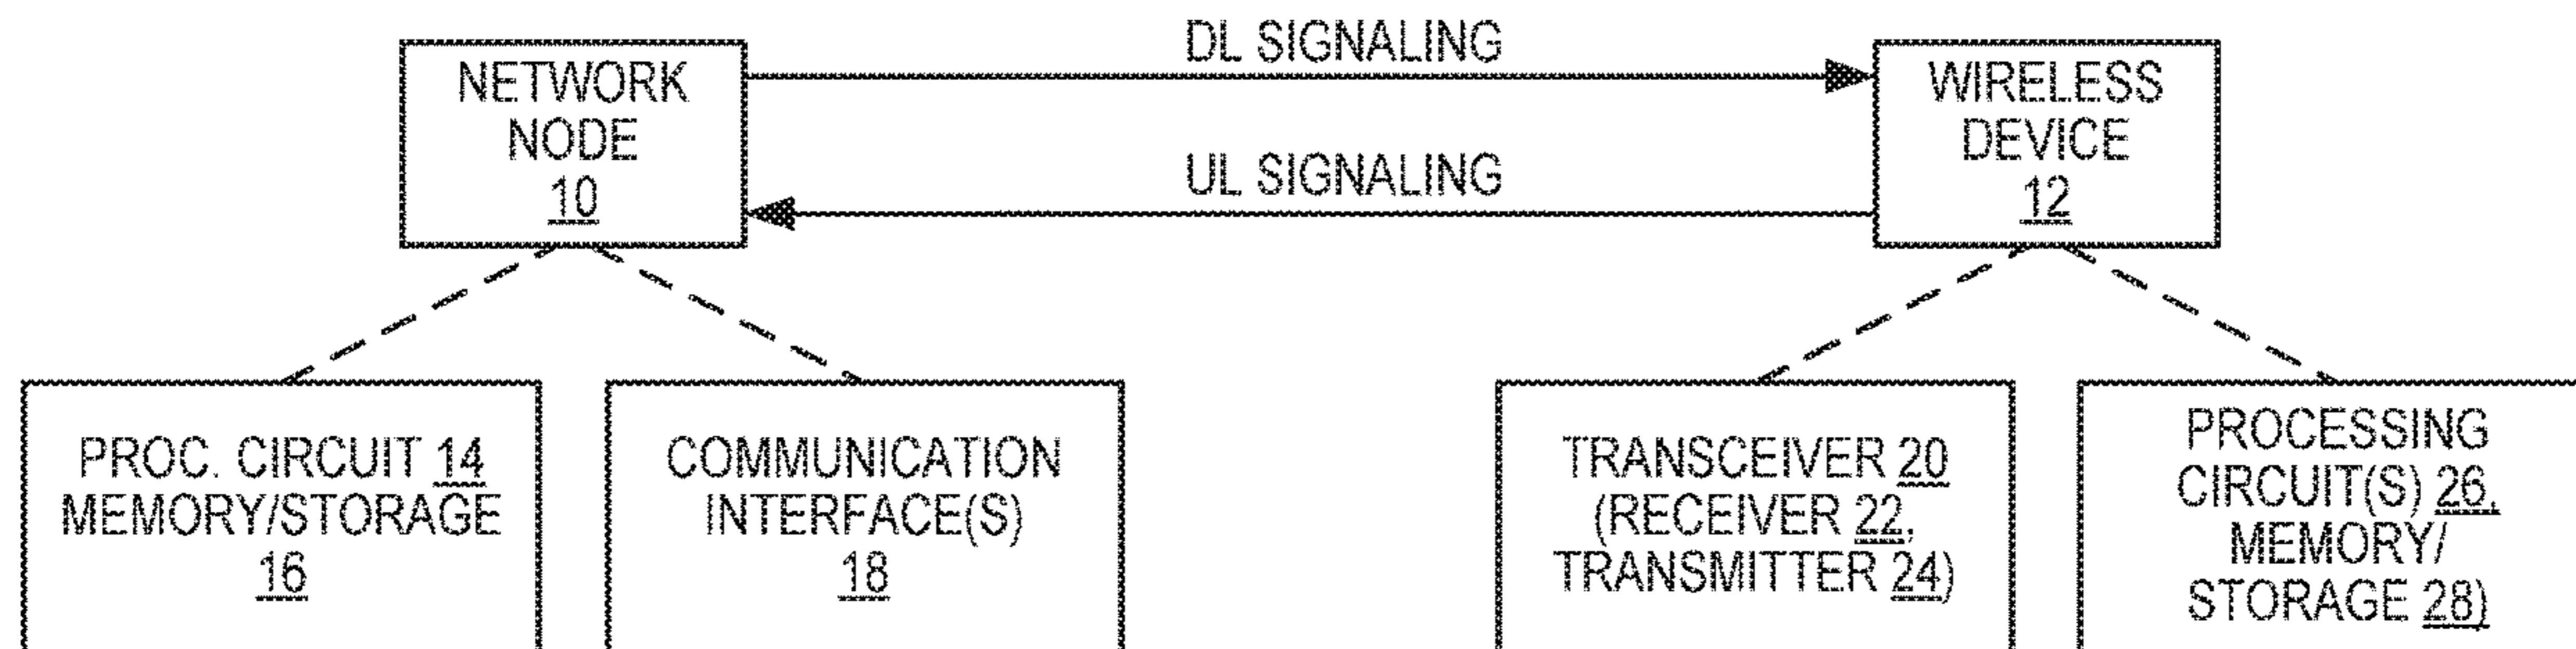 DL SIGNALING
NETWORK
NODE
10
WIRELESS
DEVICE
12
UL SIGNALING
PROC. CIRCUIT 14
MEMORY/STORAGE
16
COMMUNICATION
INTERFACE(S)
18
TRANSCEIVER 20
(RECEIVER 22,
TRANSMITTER 24)
PROCESSING
CIRCUIT(S) 26,
MEMORY/
STORAGE 28)